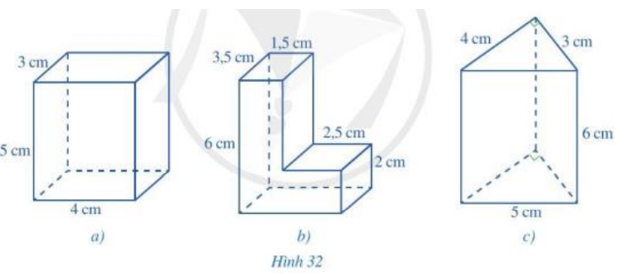 3 cm
5 cm
4 cm
a)
3,5 cm
1,5 cm
6 cm
2,5 cm
2 cm
b)
4 cm
3 cm
6 cm
5 cm
c)
Hình 32